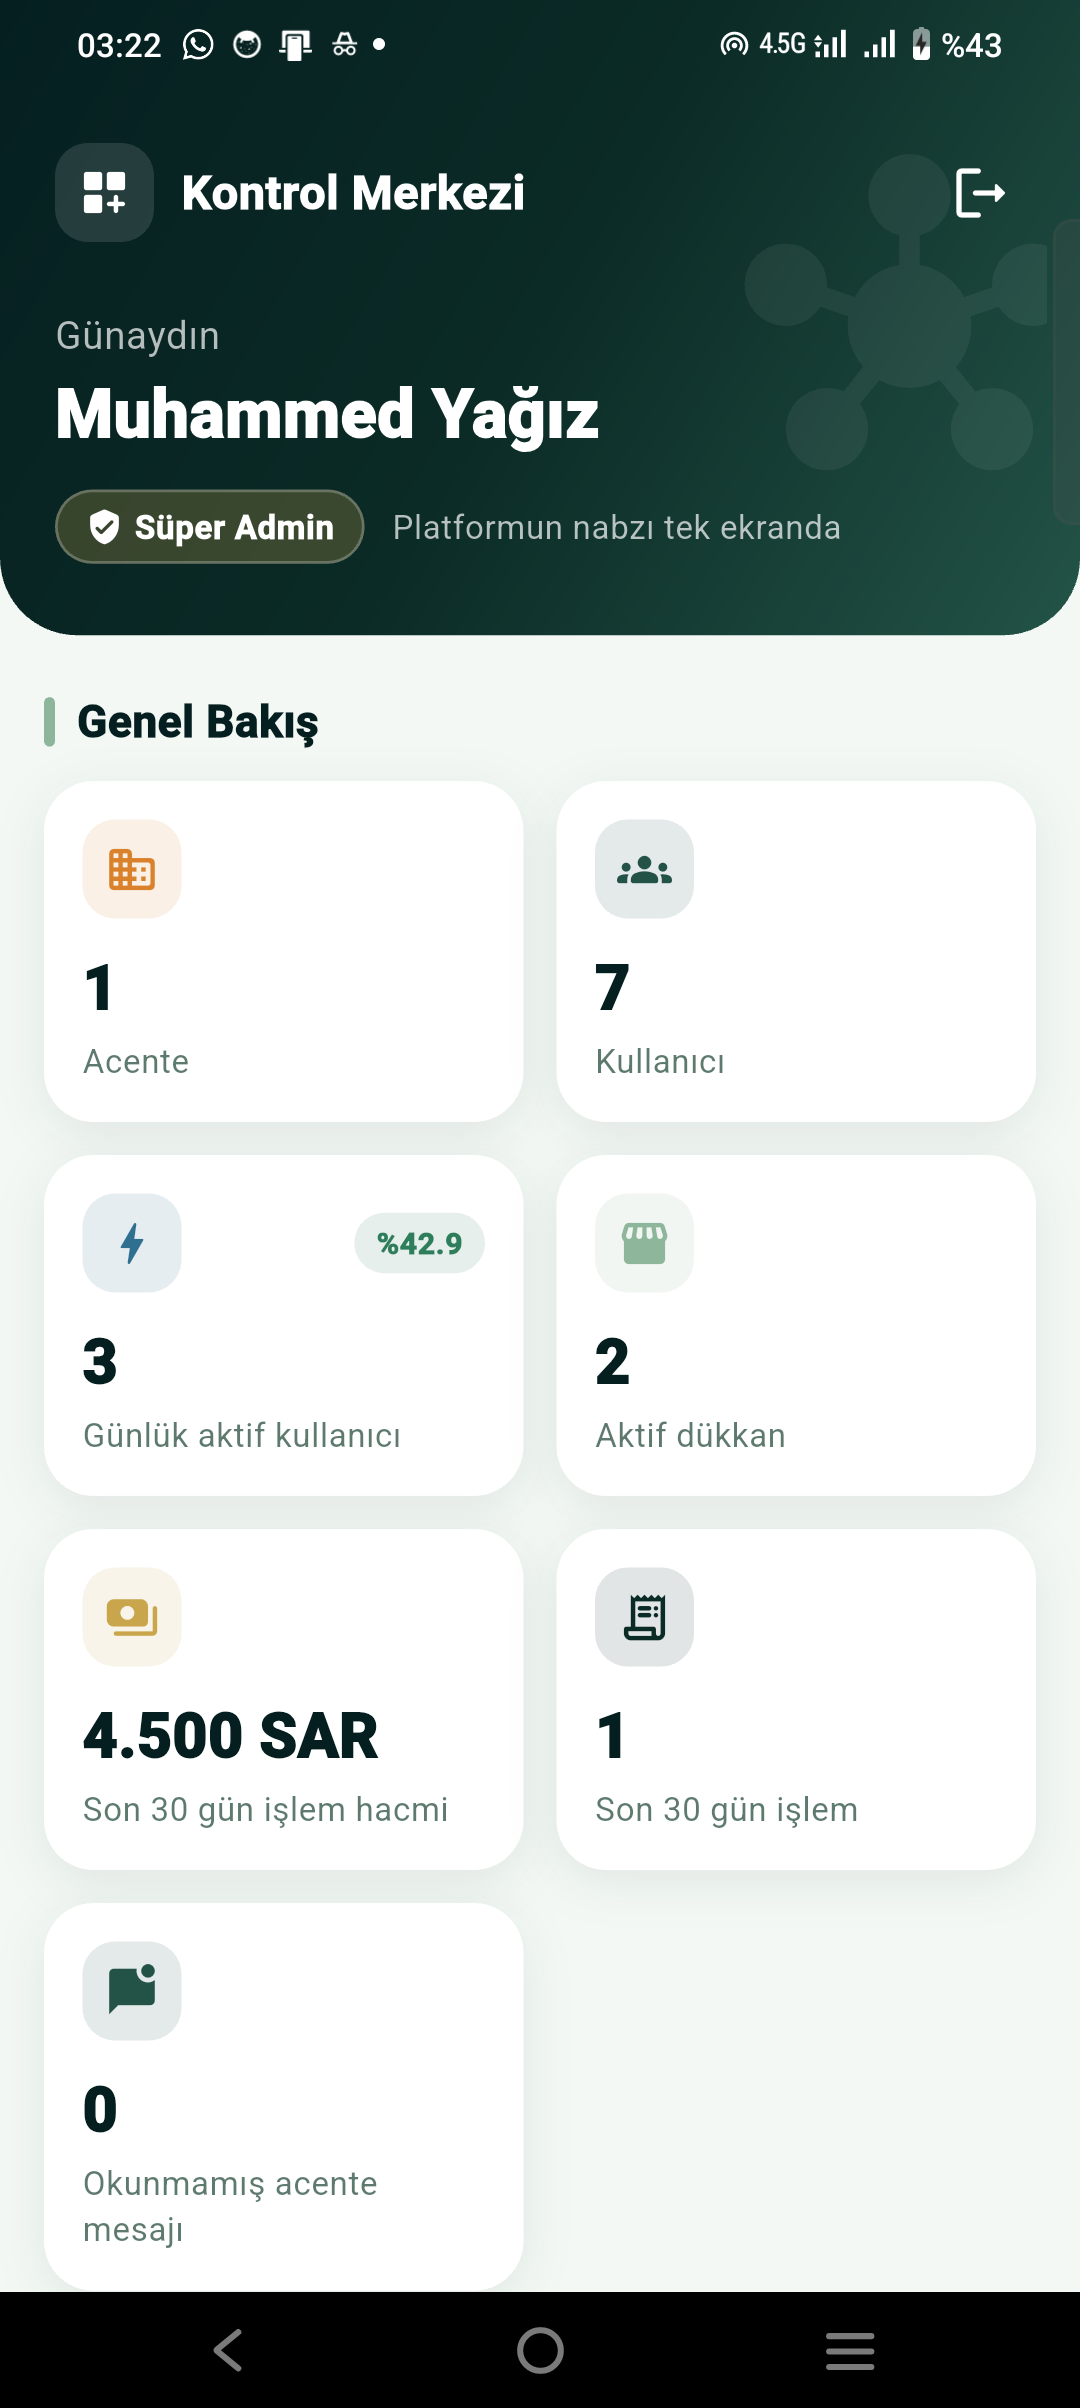 03:22
4.5G
%43
Kontrol Merkezi
Günaydın
Muhammed Yağız
Süper Admin
Platformun nabzı tek ekranda
Genel Bakış
1
Acente
7
Kullanıcı
%42.9
3
Günlük aktif kullanıcı
2
Aktif dükkan
4.500 SAR
Son 30 gün işlem hacmi
1
Son 30 gün işlem
0
Okunmamış acente
mesajı